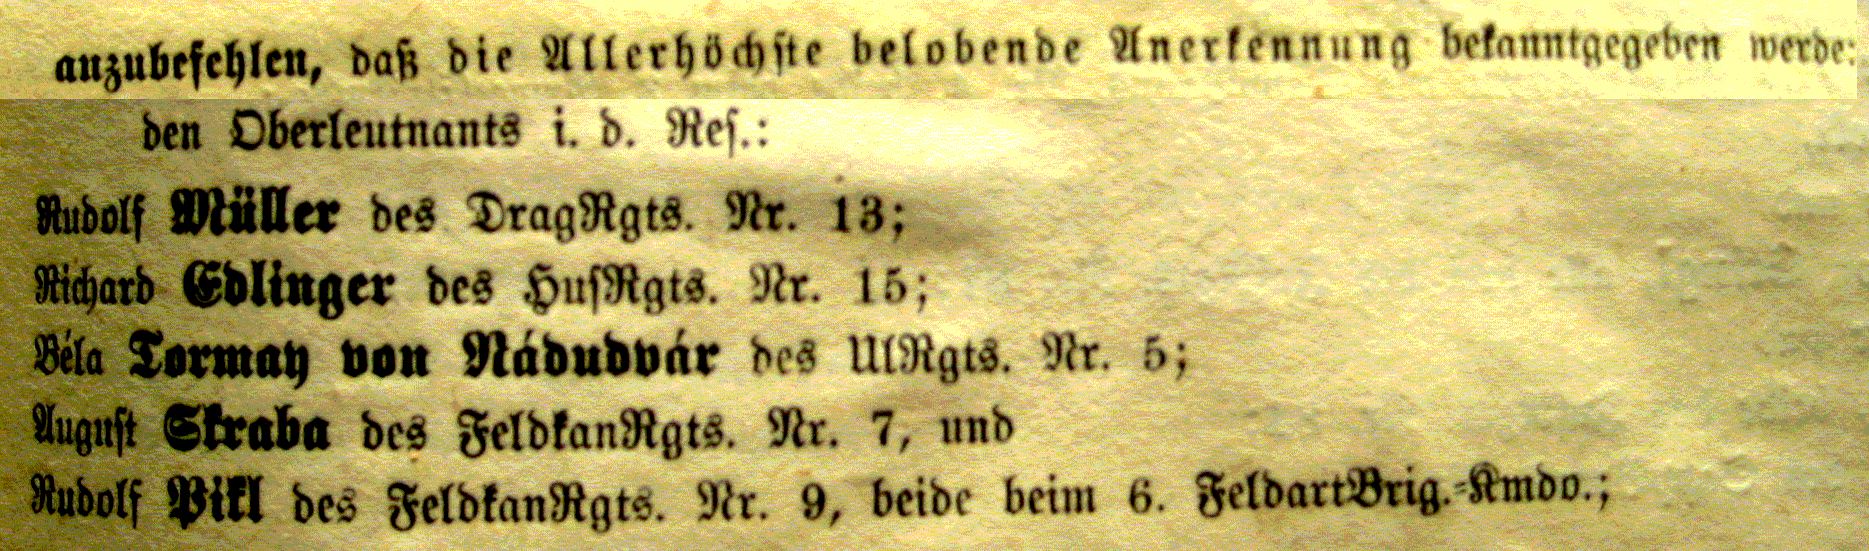 anzubefehlen, daß die Allerhöchste belobende Anerkennung bekanntgegeben werde:
den Oberleutnants i. d. Res.:
Rudolf Müller des DragRgts. Nr. 13;
Richard Edlinger des HusRgts. Nr. 15;
Béla Tormay von Nádudvár des UlRgts. Nr. 5;
August Skraba des FeldkanRgts. Nr. 7, und
Rudolf Pikl des FeldkanRgts. Nr. 9, beide beim 6. FeldartBrig.-Kmdo.;